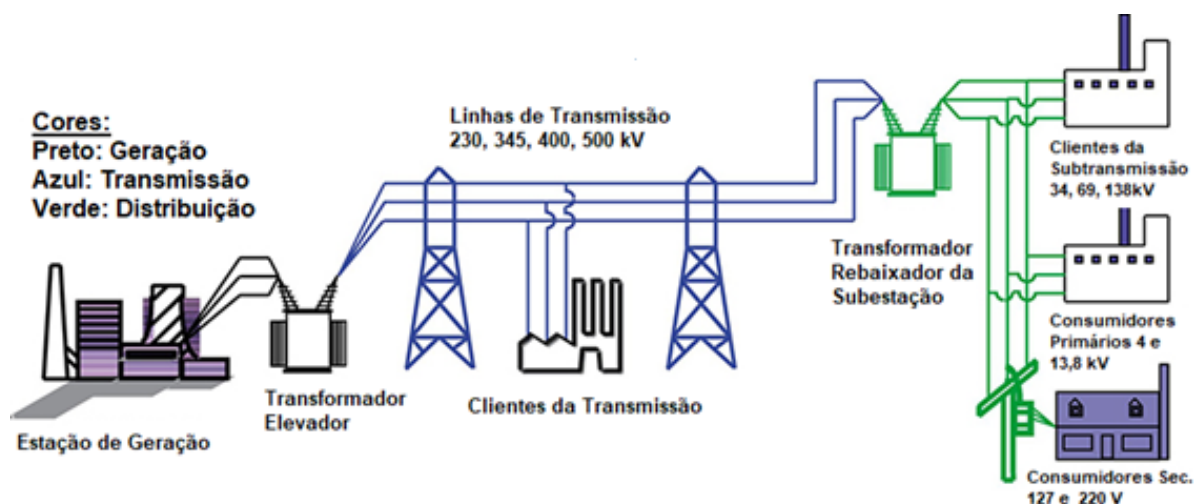 Cores:
Preto: Geração
Azul: Transmissão
Verde: Distribuição
Linhas de Transmissão
230, 345, 400, 500 kV
Estação de Geração
Transformador
Elevador
Clientes da Transmissão
Transformador
Rebaixador da
Subestação
Clientes da
Subtransmissão
34, 69, 138kV
Consumidores
Primários 4 e
13,8 kV
Consumidores Sec.
127 e 220 V